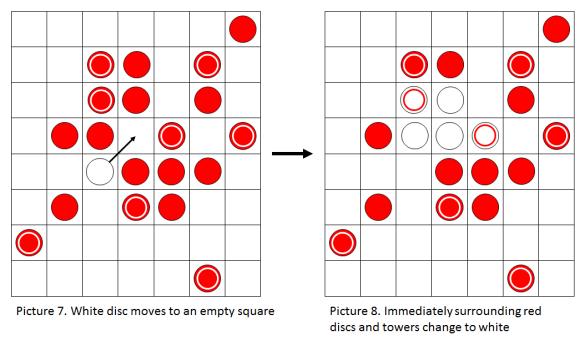 Picture 7. White disc moves to an empty square
Picture 8. Immediately surrounding red
discs and towers change to white